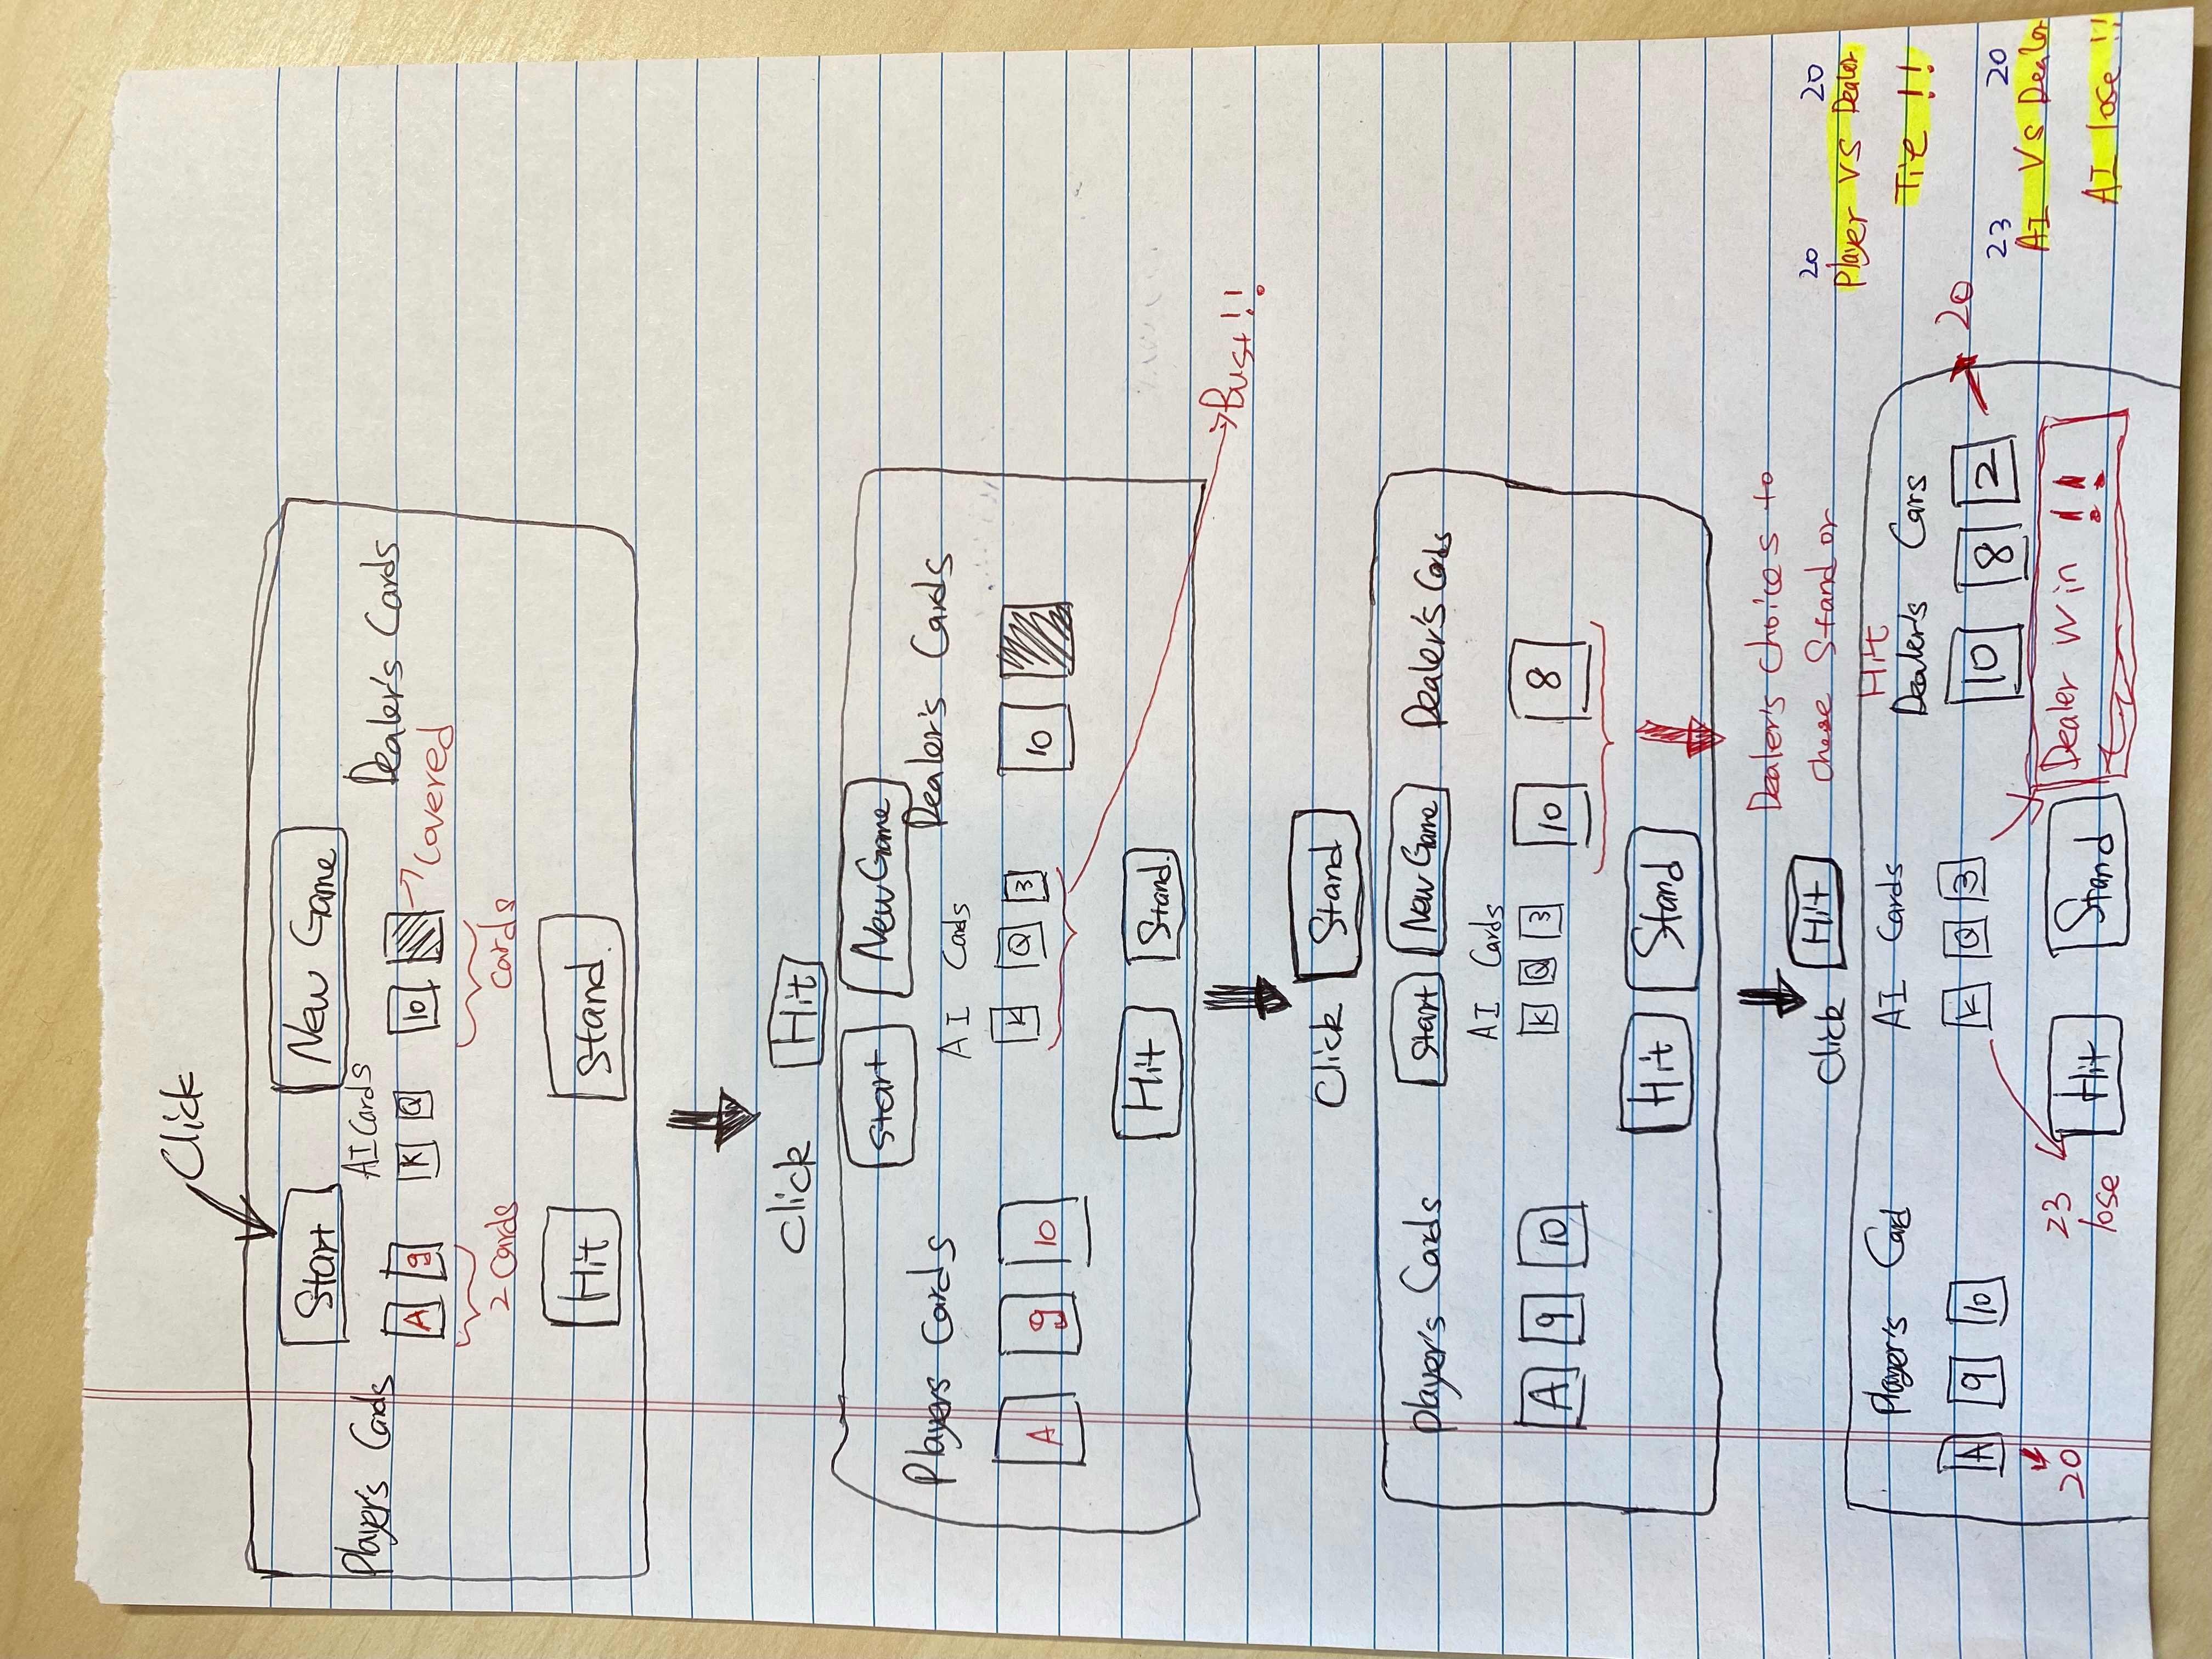 Click
Start New Game
Player's Cards AI Cards Dealer's Cards
A 9 K Q 10 Covered
2 Cards Cards
Hit Stand.
Click Hit
Start New Game
Players Cards AI Cards Dealer's Cards
A 9 10 K Q 3 10
Hit Stand.
Bust!!
Click Stand
Player's Cards Start New Game Dealer's Cards
AI Cards
A 9 10 K Q 3 10 8
Hit Stand
Dealer's choices to
chose Stand or
Hit
Click Hit
Player's Card AI Cards Dealer's Cars
A 9 10 K Q 3 10 8 2 20
20 23
lose
Hit Stand Dealer Win !!
20 20
Player VS Dealer
Tie !!
23 20
AI VS Dealer
AI lose !!